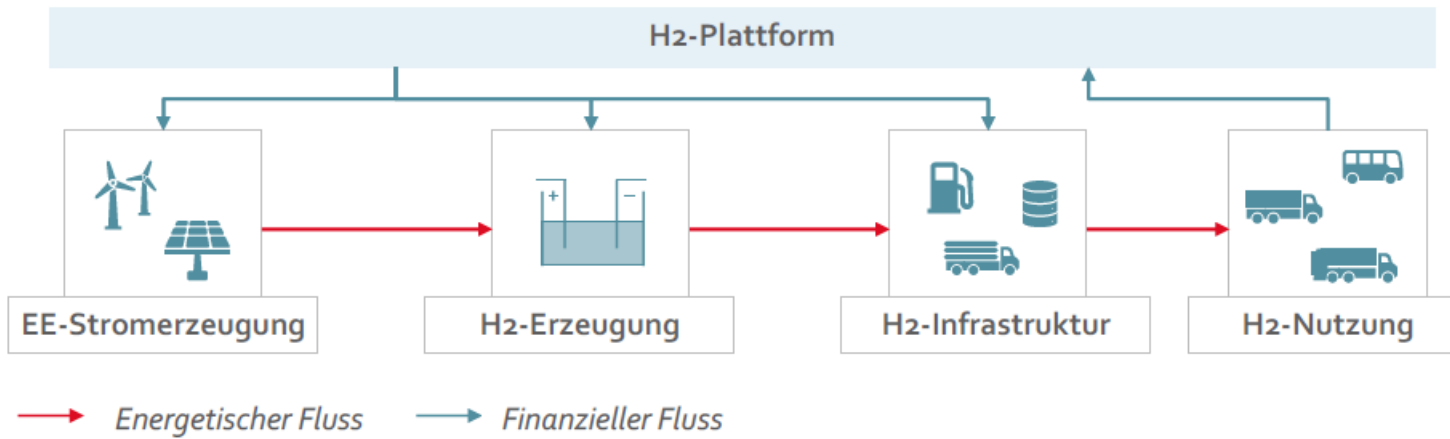 H2-Plattform
+ −
EE-Stromerzeugung
H2-Erzeugung
H2-Infrastruktur
H2-Nutzung
Energetischer Fluss
Finanzieller Fluss